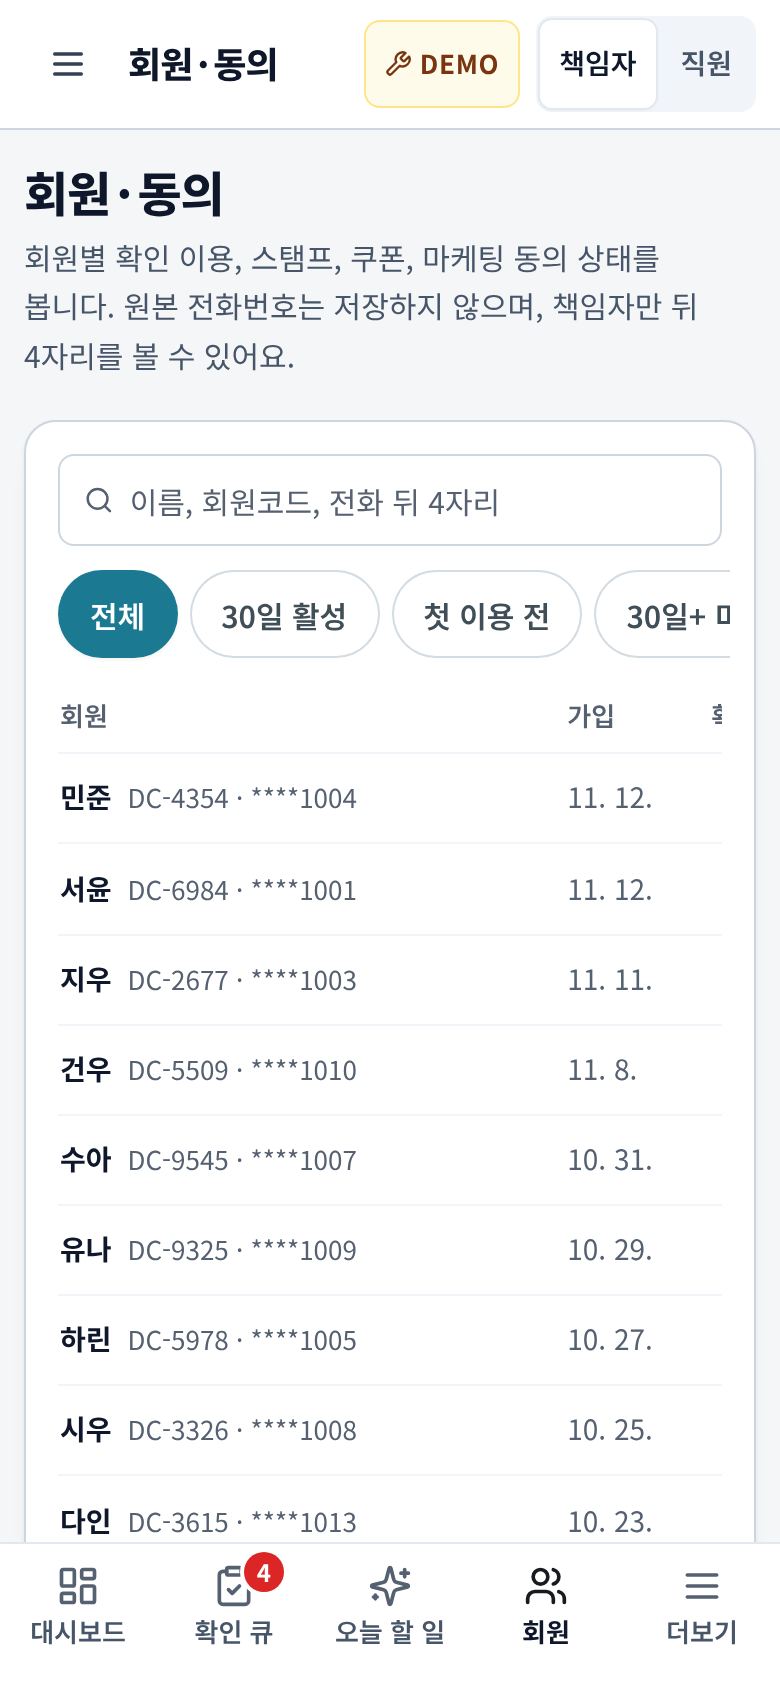 회원·동의
DEMO
책임자
직원
회원·동의
회원별 확인 이용, 스탬프, 쿠폰, 마케팅 동의 상태를
봅니다. 원본 전화번호는 저장하지 않으며, 책임자만 뒤
4자리를 볼 수 있어요.
이름, 회원코드, 전화 뒤 4자리
전체
30일 활성
첫 이용 전
30일+
회원 가입
민준 DC-4354 · ****1004 11. 12.
서윤 DC-6984 · ****1001 11. 12.
지우 DC-2677 · ****1003 11. 11.
건우 DC-5509 · ****1010 11. 8.
수아 DC-9545 · ****1007 10. 31.
유나 DC-9325 · ****1009 10. 29.
하린 DC-5978 · ****1005 10. 27.
시우 DC-3326 · ****1008 10. 25.
다인 DC-3615 · ****1013 10. 23.
4
대시보드
확인 큐
오늘 할 일
회원
더보기